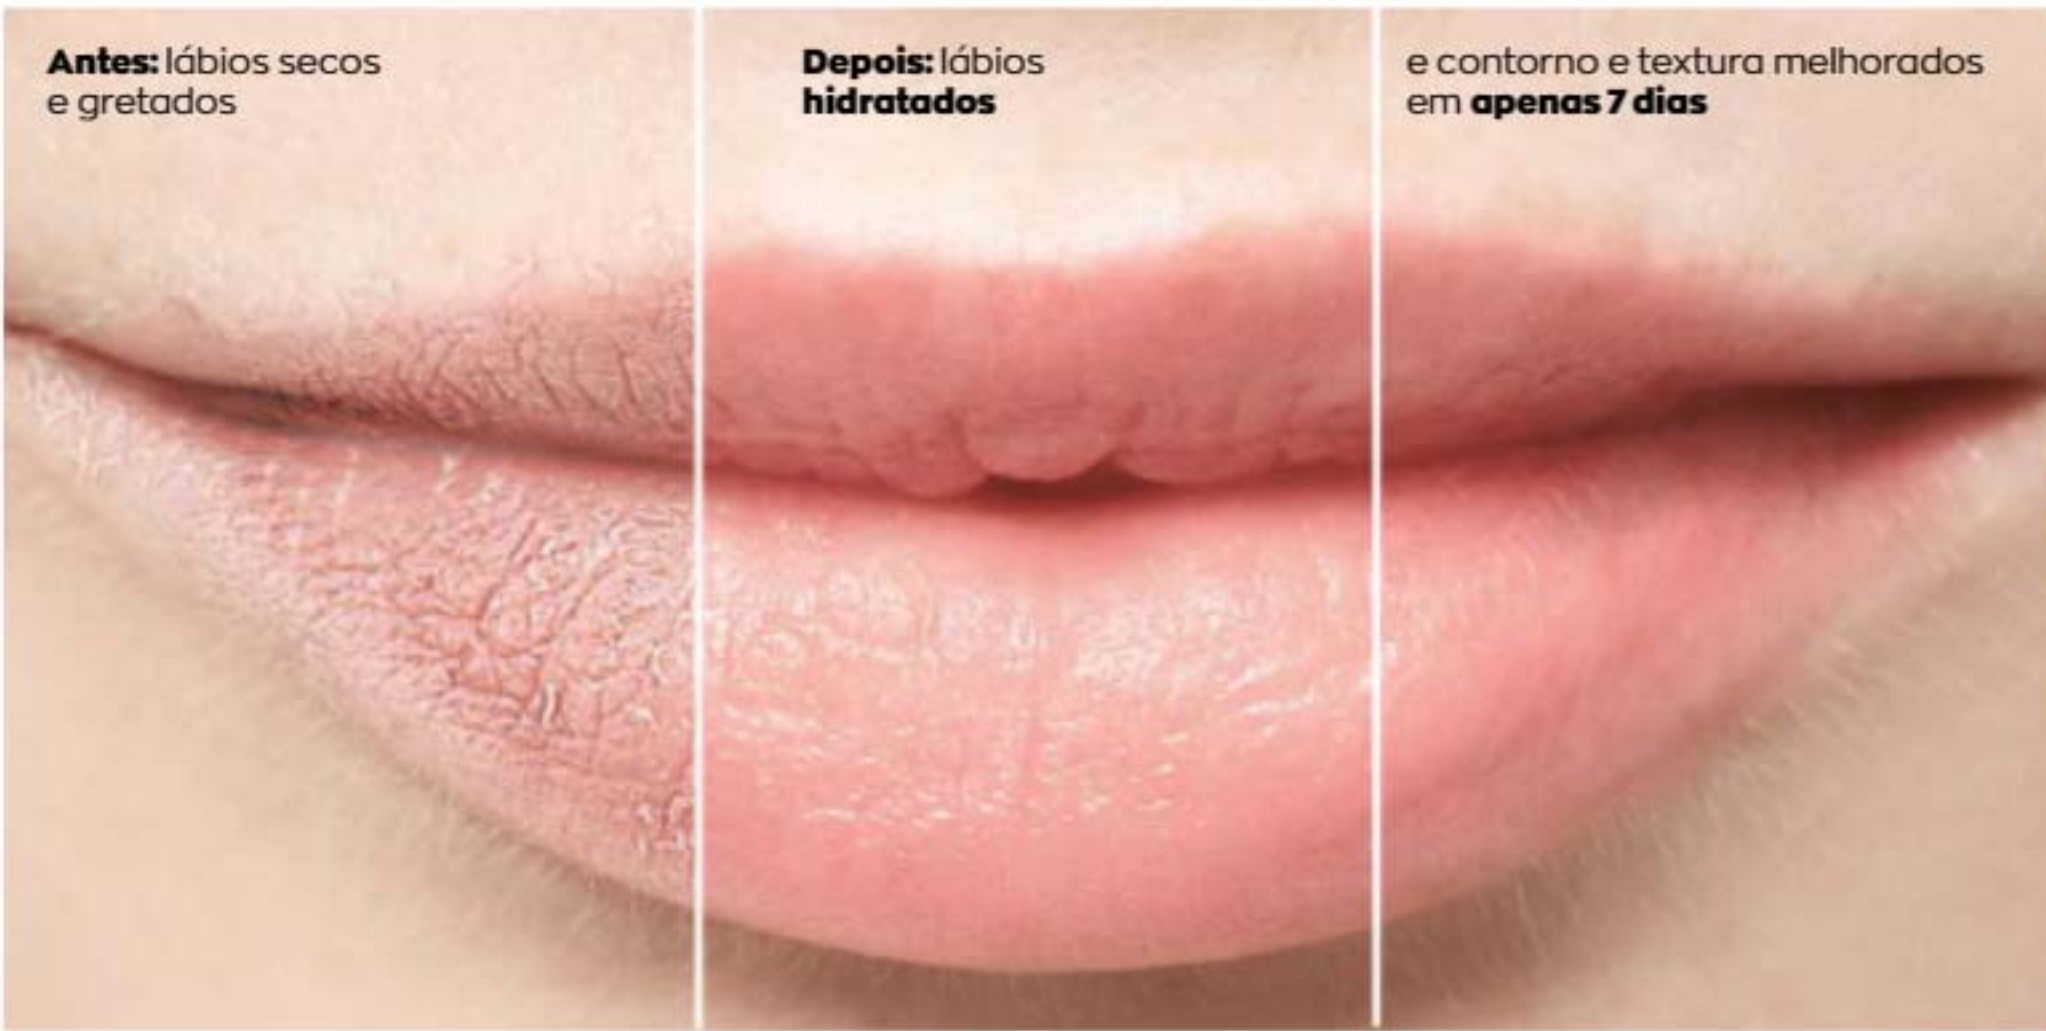 Antes: lábios secos
e gretados
Depois: lábios
hidratados
e contorno e textura melhorados
em apenas 7 dias